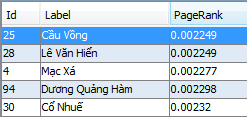 Id Label PageRank
25 Cầu Vồng 0.002249
28 Lê Văn Hiến 0.002249
4 Mạc Xá 0.002277
94 Dương Quảng Hàm 0.002298
30 Cổ Nhuế 0.00232